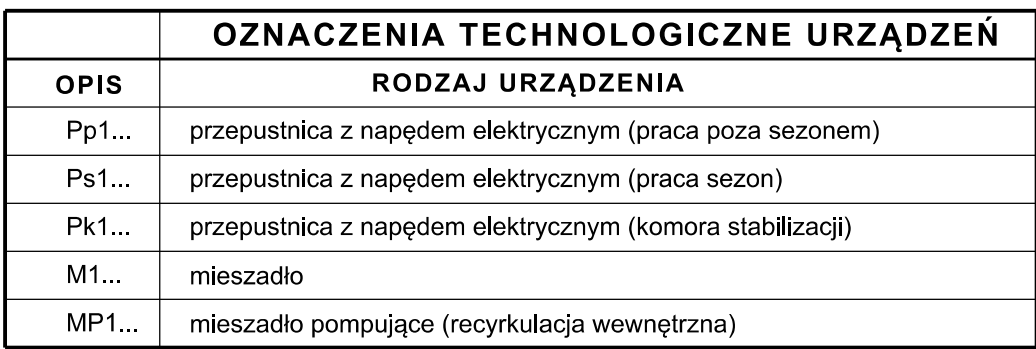 OZNACZENIA TECHNOLOGICZNE URZĄDZEŃ
OPIS RODZAJ URZĄDZENIA
Pp1... przepustnica z napędem elektrycznym (praca poza sezonem)
Ps1... przepustnica z napędem elektrycznym (praca sezon)
Pk1... przepustnica z napędem elektrycznym (komora stabilizacji)
M1... mieszadło
MP1... mieszadło pompujące (recyrkulacja wewnętrzna)